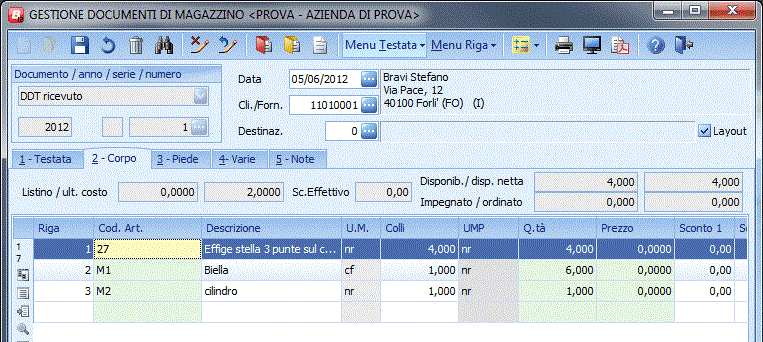 GESTIONE DOCUMENTI DI MAGAZZINO <PROVA - AZIENDA DI PROVA>
Menu Testata Menu Riga
Documento / anno / serie / numero
DDT ricevuto
2012 1
Data 05/06/2012
Cli./Forn. 11010001
Destinaz. 0
Bravi Stefano
Via Pace, 12
40100 Forli' (FO) (I)
Layout
1 - Testata 2 - Corpo 3 - Piede 4- Varie 5 - Note
Listino / ult. costo 0,0000 2,0000 Sc.Effettivo 0,00
Disponib./ disp. netta 4,000 4,000
Impegnato / ordinato 0,000 0,000
Riga Cod. Art. Descrizione U.M. Colli UMP Q.tà Prezzo Sconto 1
1 27 Effige stella 3 punte sul c... nr 4,000 nr 4,000 0,0000 0,00
2 M1 Biella cf 1,000 nr 6,000 0,0000 0,00
3 M2 cilindro nr 1,000 nr 1,000 0,0000 0,00